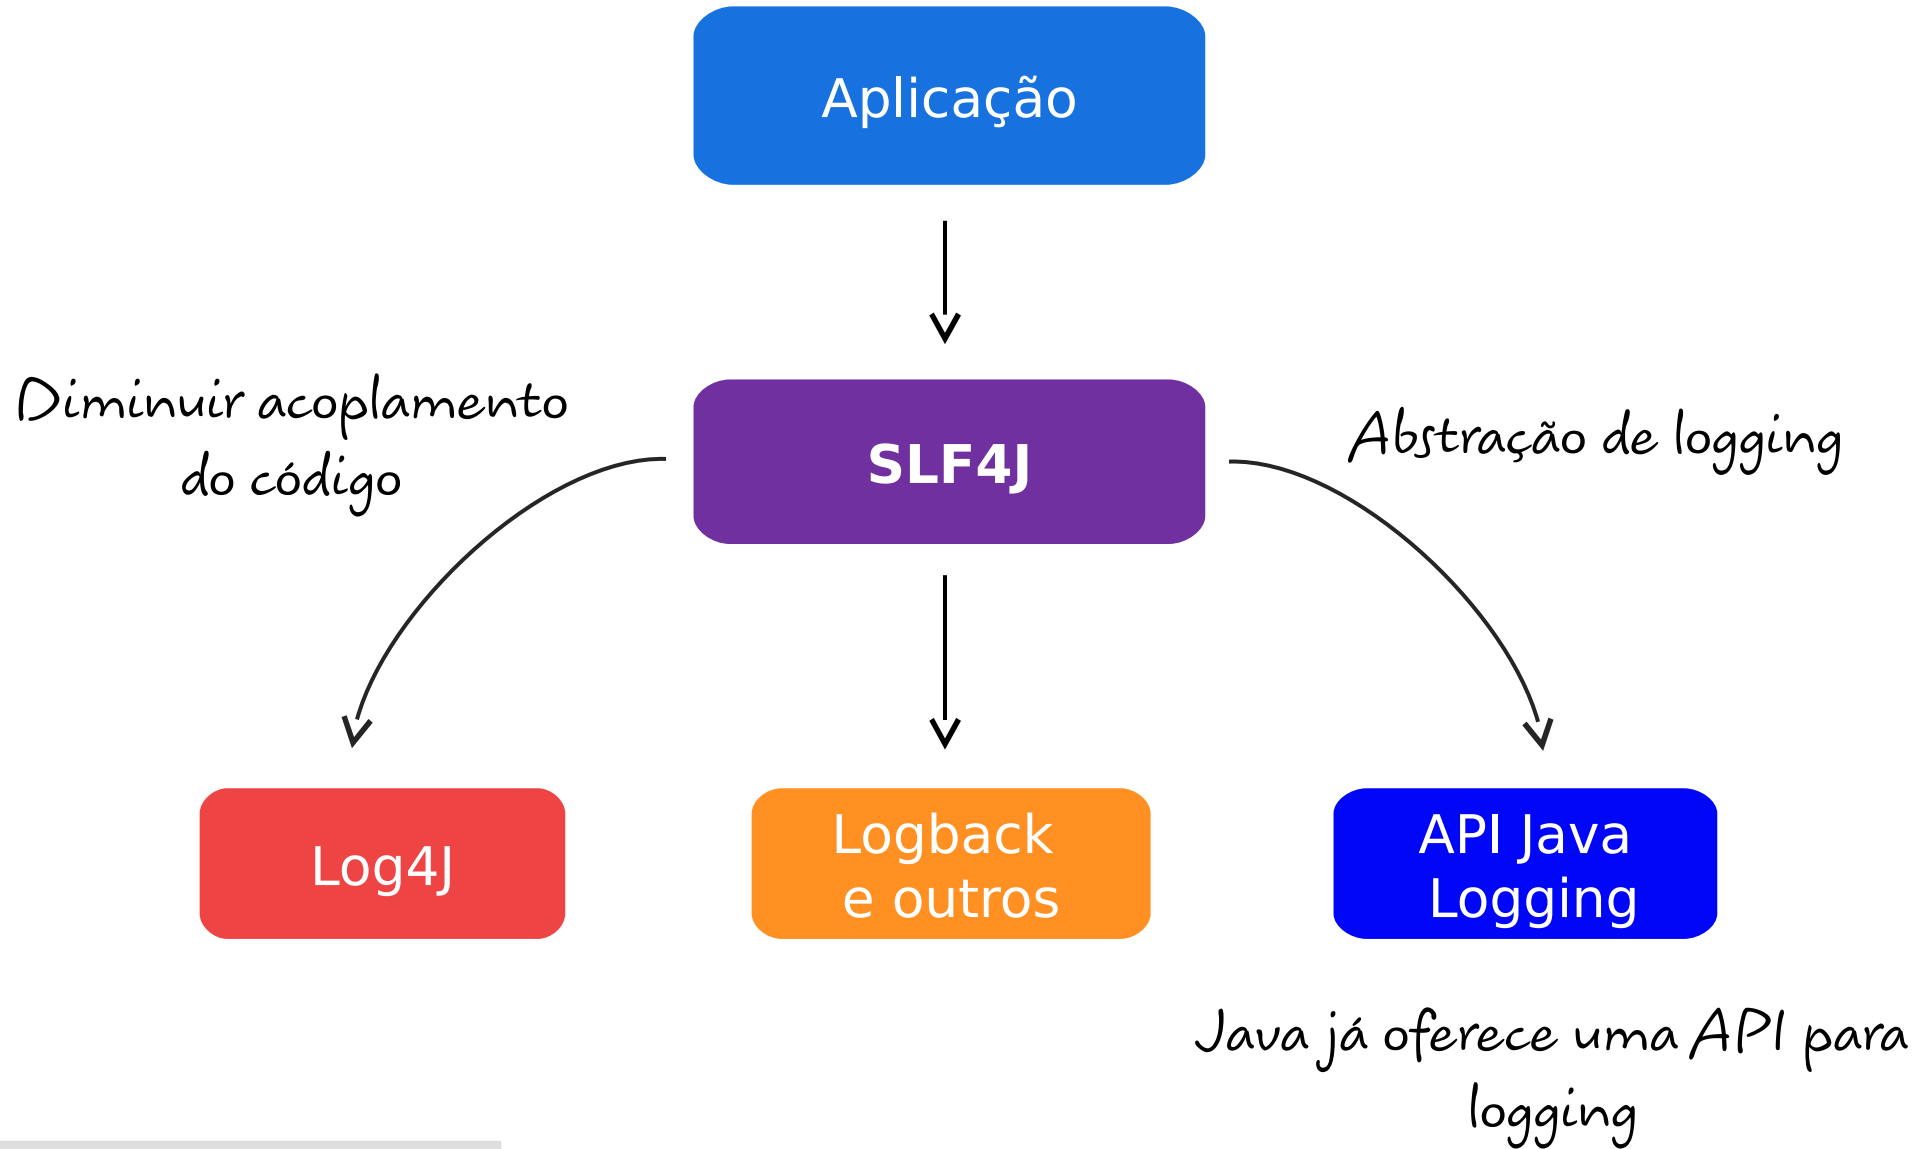 Aplicação
Diminuir acoplamento
do código
SLF4J
Abstração de logging
Log4J
Logback
e outros
API Java
Logging
Java já oferece uma API para
logging